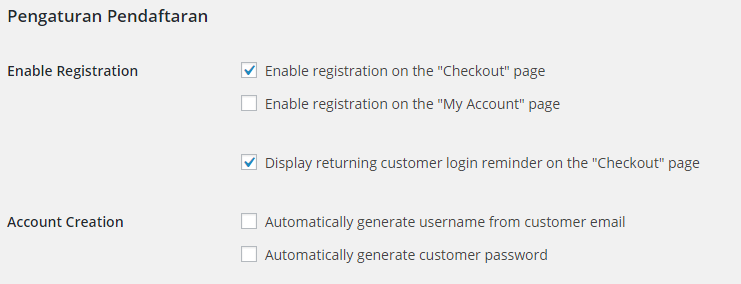 Pengaturan Pendaftaran
Enable Registration
Enable registration on the "Checkout" page
Enable registration on the "My Account" page
Display returning customer login reminder on the "Checkout" page
Account Creation
Automatically generate username from customer email
Automatically generate customer password